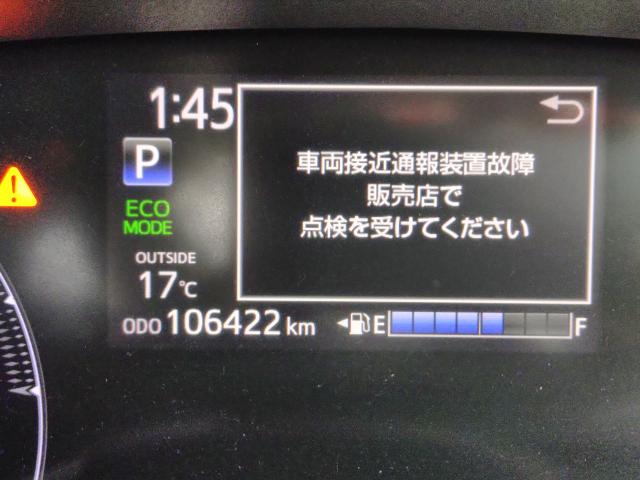 1:45
P
ECO
MODE
OUTSIDE
17℃
ODO 106422 km
車両接近通報装置故障
販売店で
点検を受けてください
E F